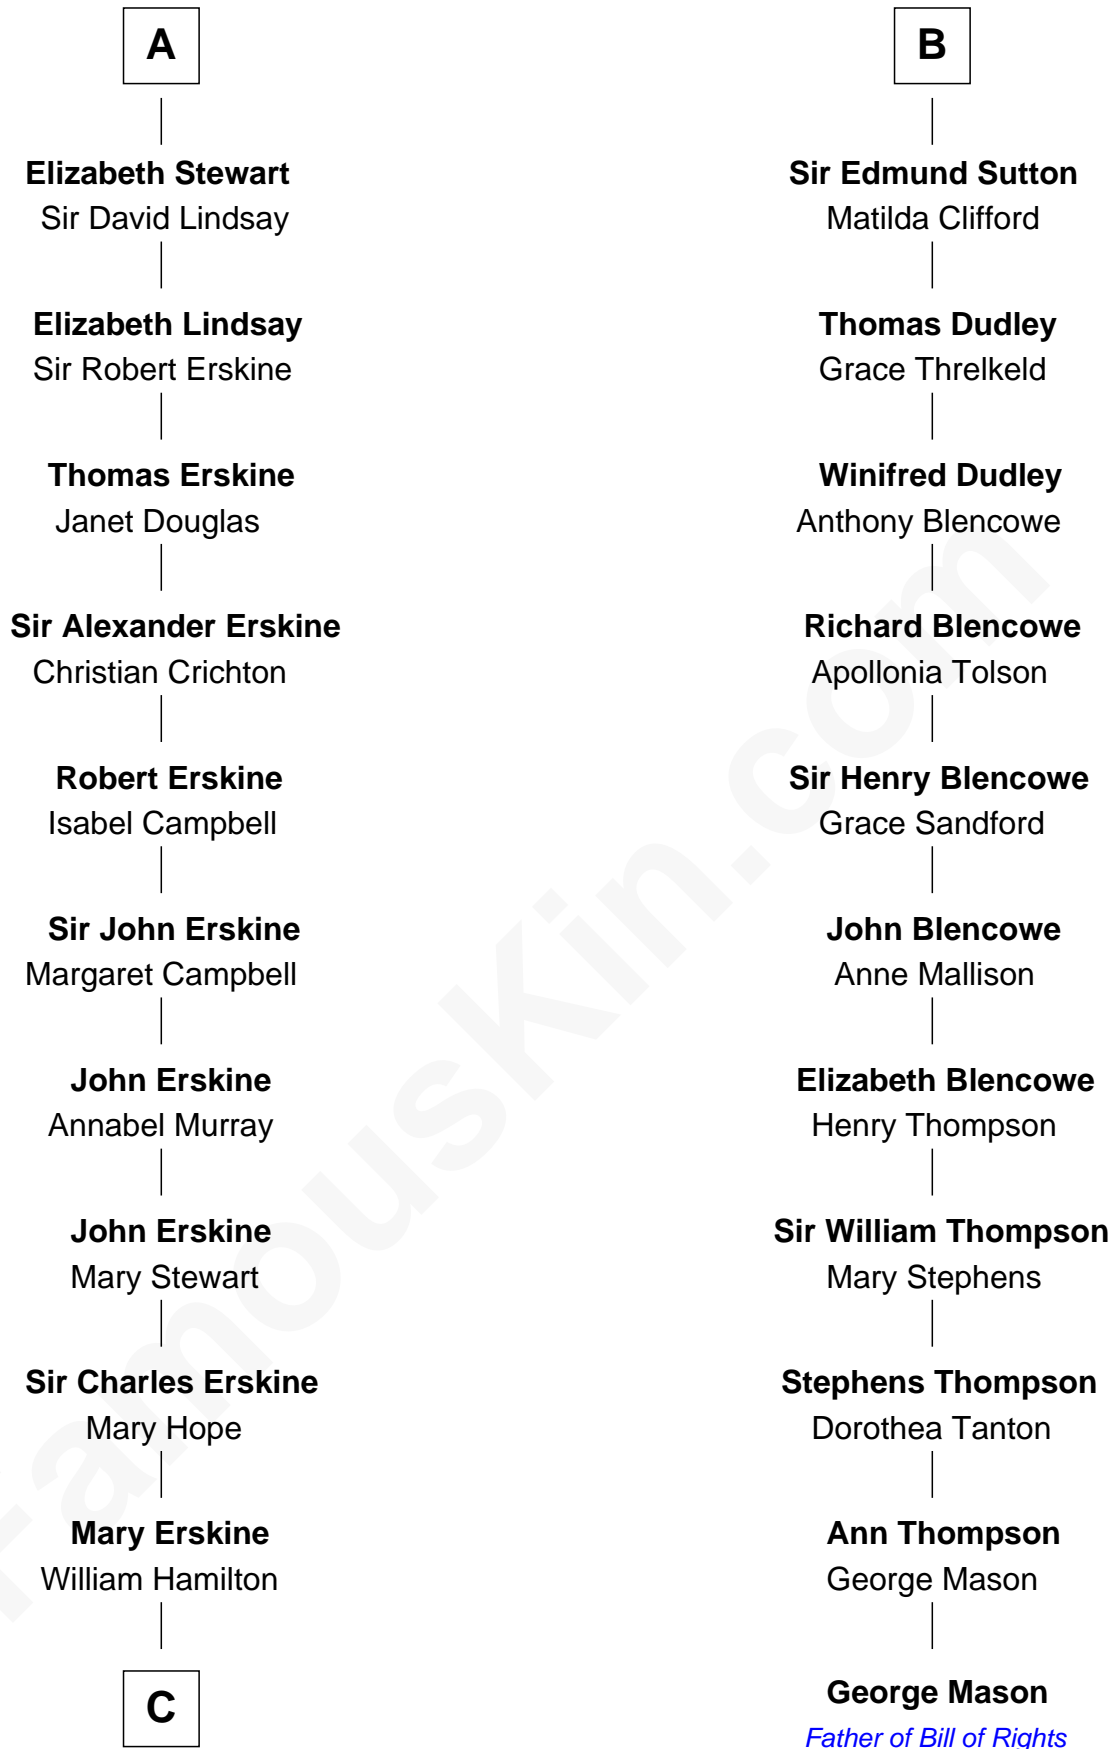 A
Elizabeth Stewart
Sir David Lindsay
Elizabeth Lindsay
Sir Robert Erskine
Thomas Erskine
Janet Douglas
Sir Alexander Erskine
Christian Crichton
Robert Erskine
Isabel Campbell
Sir John Erskine
Margaret Campbell
John Erskine
Annabel Murray
John Erskine
Mary Stewart
Sir Charles Erskine
Mary Hope
Mary Erskine
William Hamilton
C
B
Sir Edmund Sutton
Matilda Clifford
Thomas Dudley
Grace Threlkeld
Winifred Dudley
Anthony Blencowe
Richard Blencowe
Apollonia Tolson
Sir Henry Blencowe
Grace Sandford
John Blencowe
Anne Mallison
Elizabeth Blencowe
Henry Thompson
Sir William Thompson
Mary Stephens
Stephens Thompson
Dorothea Tanton
Ann Thompson
George Mason
George Mason
Father of Bill of Rights
FamousKin.com